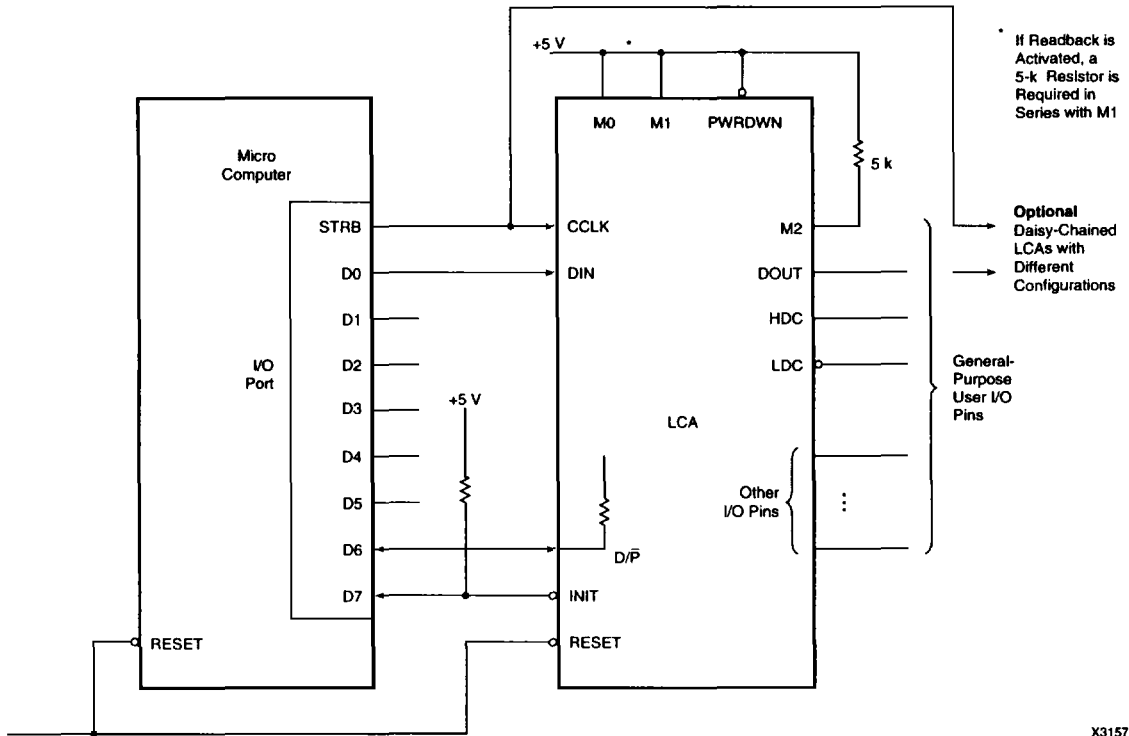 +5 V
*
* If Readback is
Activated, a
5-k Resistor is
Required in
Series with M1
M0 M1 PWRDWN
Micro
Computer
5 k
STRB
CCLK
M2
Optional
Daisy-Chained
LCAs with
Different
Configurations
D0
DIN
DOUT
D1
HDC
I/O
Port
D2
LDC
General-
Purpose
User I/O
Pins
D3
+5 V
LCA
D4
Other
I/O Pins
D5
D6
D/P̅
D7
INIT
RESET
RESET
X3157